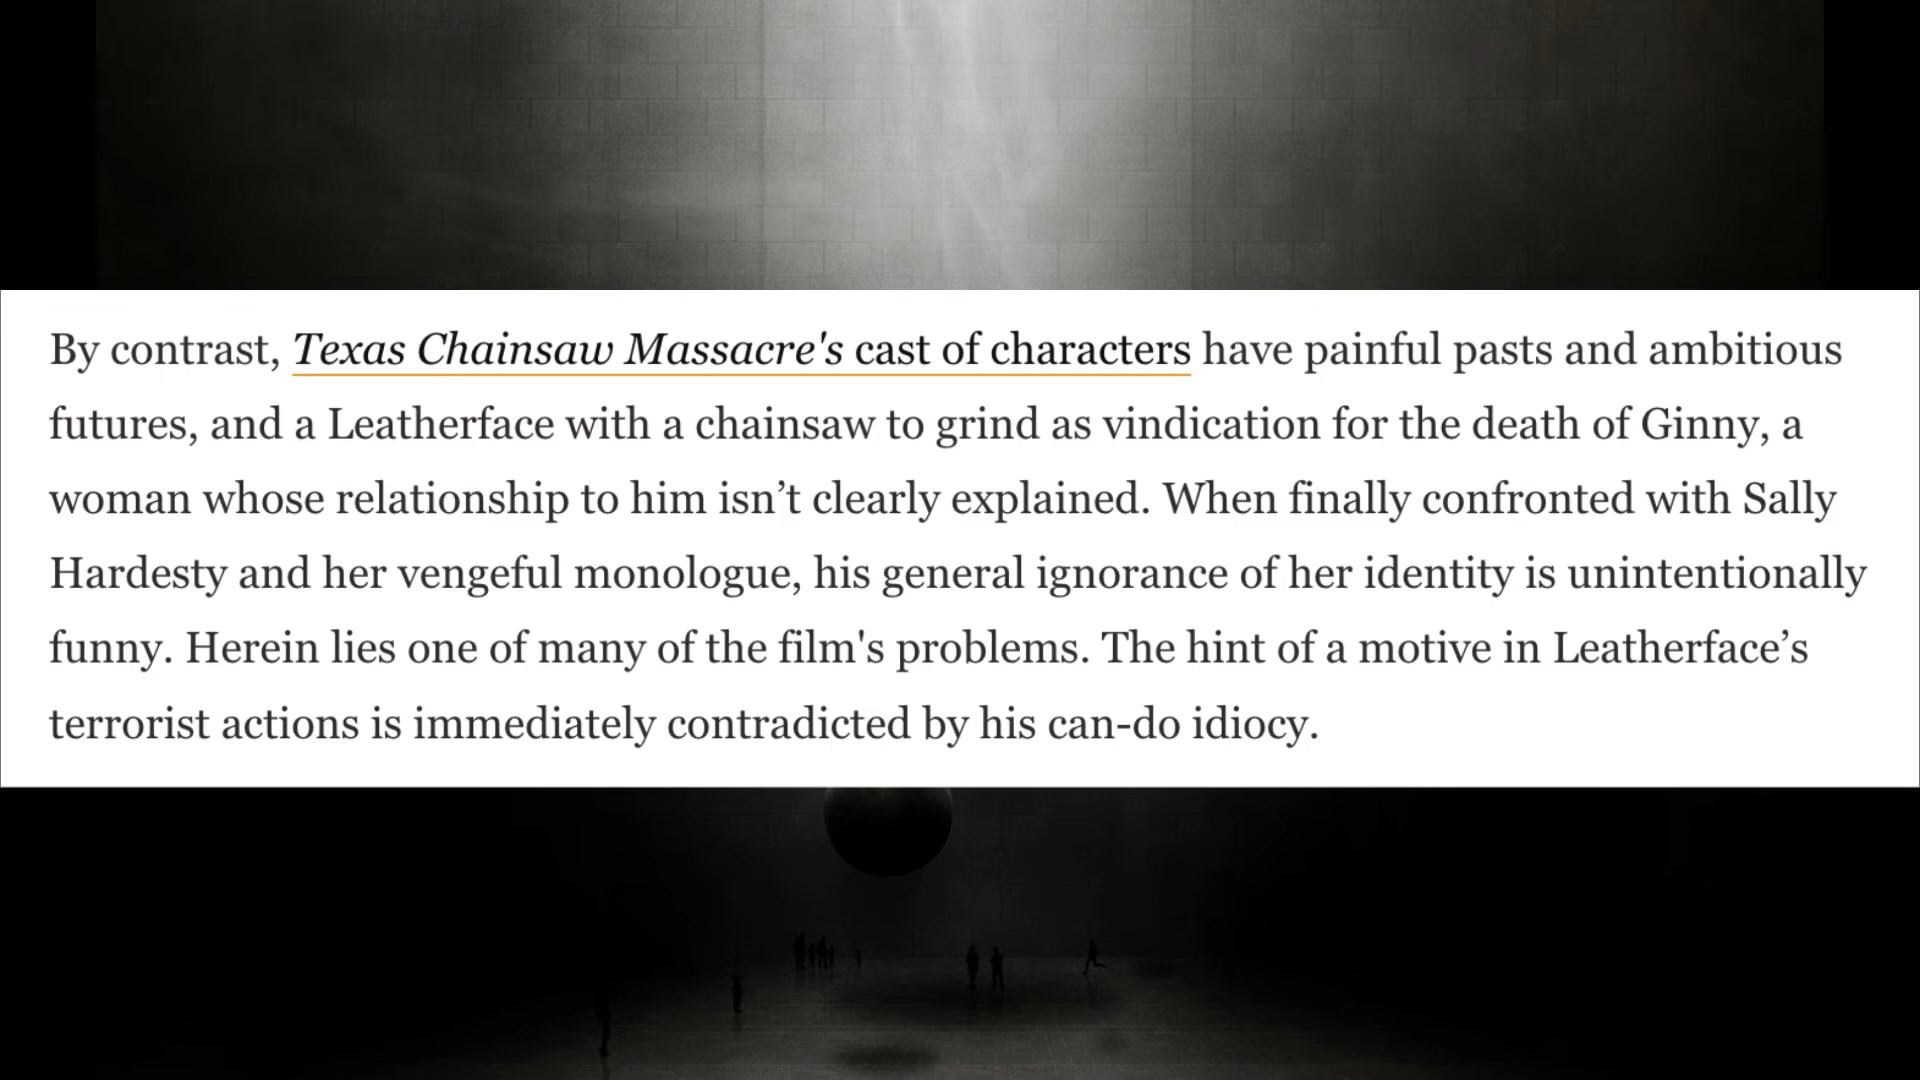 By contrast, Texas Chainsaw Massacre's cast of characters have painful pasts and ambitious
futures, and a Leatherface with a chainsaw to grind as vindication for the death of Ginny, a
woman whose relationship to him isn’t clearly explained. When finally confronted with Sally
Hardesty and her vengeful monologue, his general ignorance of her identity is unintentionally
funny. Herein lies one of many of the film's problems. The hint of a motive in Leatherface’s
terrorist actions is immediately contradicted by his can-do idiocy.